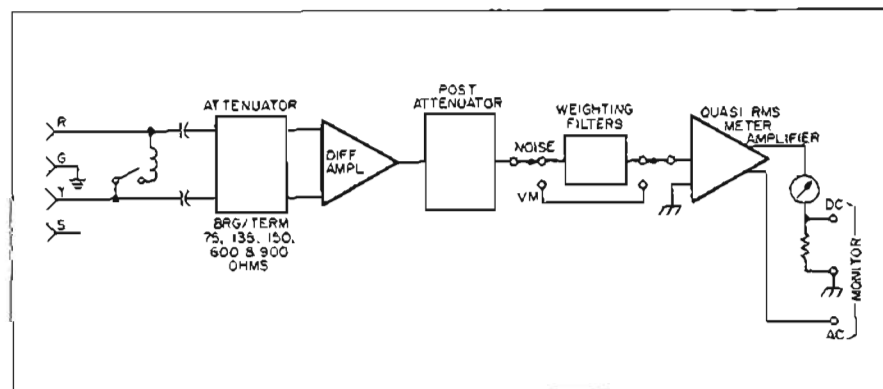 R
G
Y
S
ATTENUATOR
BRG/TERM
75, 135, 150,
600 & 900
OHMS
DIFF
AMPL
POST
ATTENUATOR
NOISE
VM
WEIGHTING
FILTERS
QUASI RMS
METER
AMPLIFIER
DC
AC
MONITOR